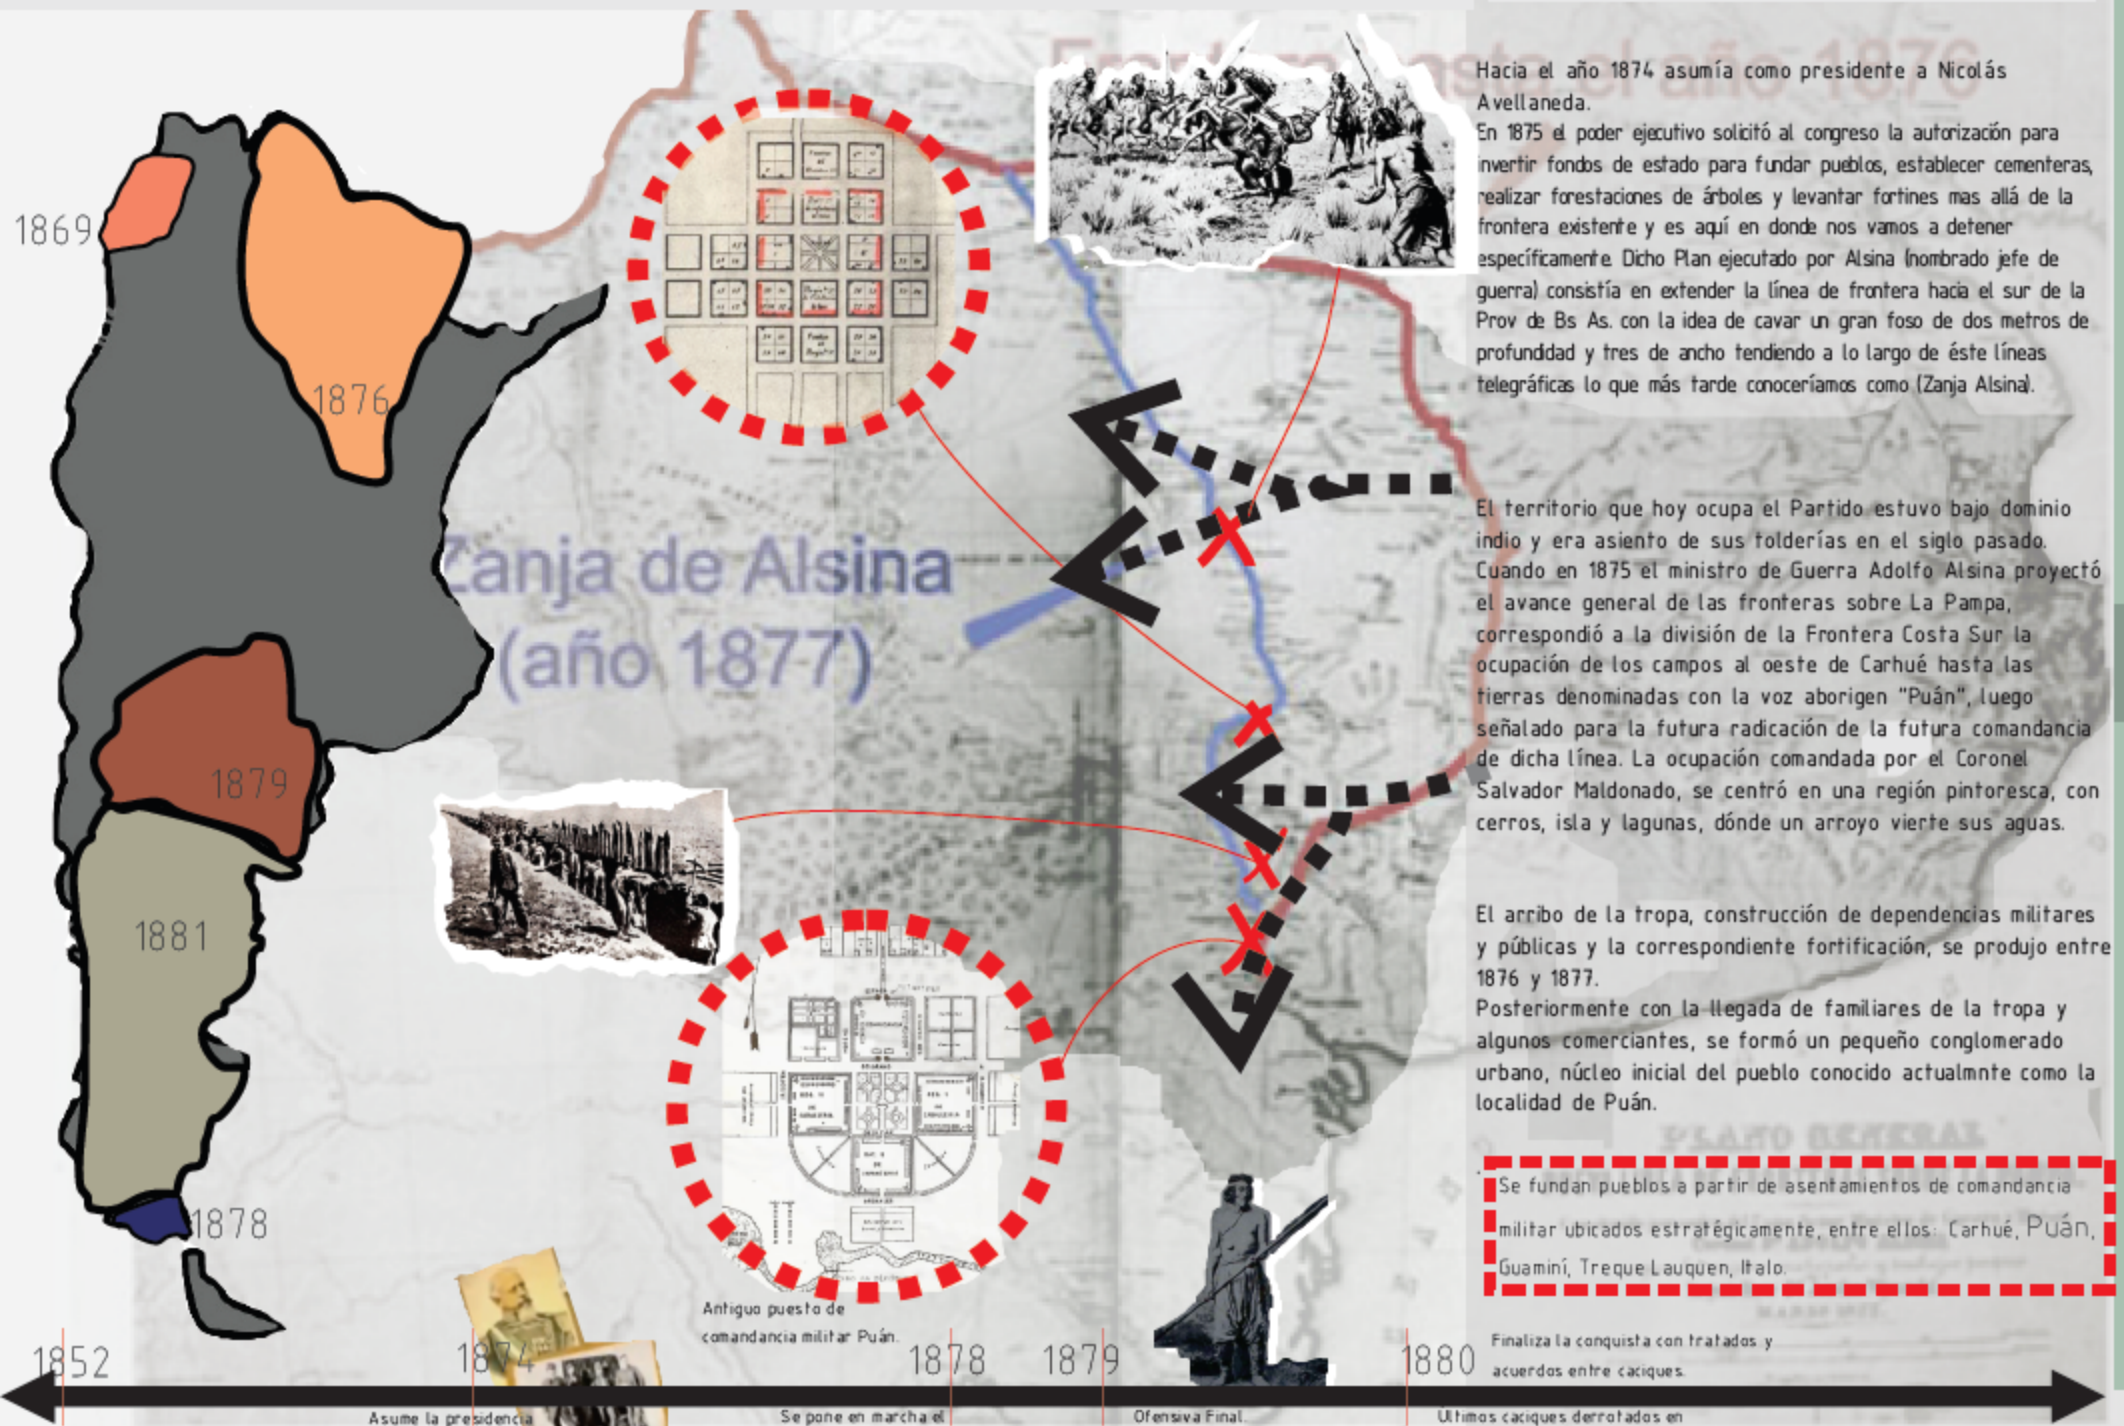 Hacia el año 1874 asumía como presidente a Nicolás
Avellaneda.
En 1875 el poder ejecutivo solicitó al congreso la autorización para
invertir fondos de estado para fundar pueblos, establecer cementeras,
realizar forestaciones de árboles y levantar fortines mas allá de la
frontera existente y es aquí en donde nos vamos a detener
específicamente. Dicho Plan ejecutado por Alsina (nombrado jefe de
guerra) consistía en extender la línea de frontera hacia el sur de la
Prov de Bs As. con la idea de cavar un gran foso de dos metros de
profundidad y tres de ancho tendiendo a lo largo de éste líneas
telegráficas lo que más tarde conoceríamos como (Zanja Alsina).
El territorio que hoy ocupa el Partido estuvo bajo dominio
indio y era asiento de sus tolderías en el siglo pasado.
Cuando en 1875 el ministro de Guerra Adolfo Alsina proyectó
el avance general de las fronteras sobre La Pampa,
correspondió a la división de la Frontera Costa Sur la
ocupación de los campos al oeste de Carhué hasta las
tierras denominadas con la voz aborigen "Puán", luego
señalado para la futura radicación de la futura comandancia
de dicha línea. La ocupación comandada por el Coronel
Salvador Maldonado, se centró en una región pintoresca, con
cerros, isla y lagunas, dónde un arroyo vierte sus aguas.
El arribo de la tropa, construcción de dependencias militares
y públicas y la correspondiente fortificación, se produjo entre
1876 y 1877.
Posteriormente con la llegada de familiares de la tropa y
algunos comerciantes, se formó un pequeño conglomerado
urbano, núcleo inicial del pueblo conocido actualmnte como la
localidad de Puán.
Se fundan pueblos a partir de asentamientos de comandancia
militar ubicados estratégicamente, entre ellos: Carhué, Puán,
Guaminí, Treque Lauquen, Italo.
el año 1876
1869
1876
Zanja de Alsina
(año 1877)
1879
1881
1878
PLANO GENERAL
Antiguo puesto de
comandancia militar Puán.
1852
1874
1878
1879
1880
Finaliza la conquista con tratados y
acuerdos entre caciques.
Asume la presidencia
Se pone en marcha el
Ofensiva Final.
Últimos caciques derrotados en